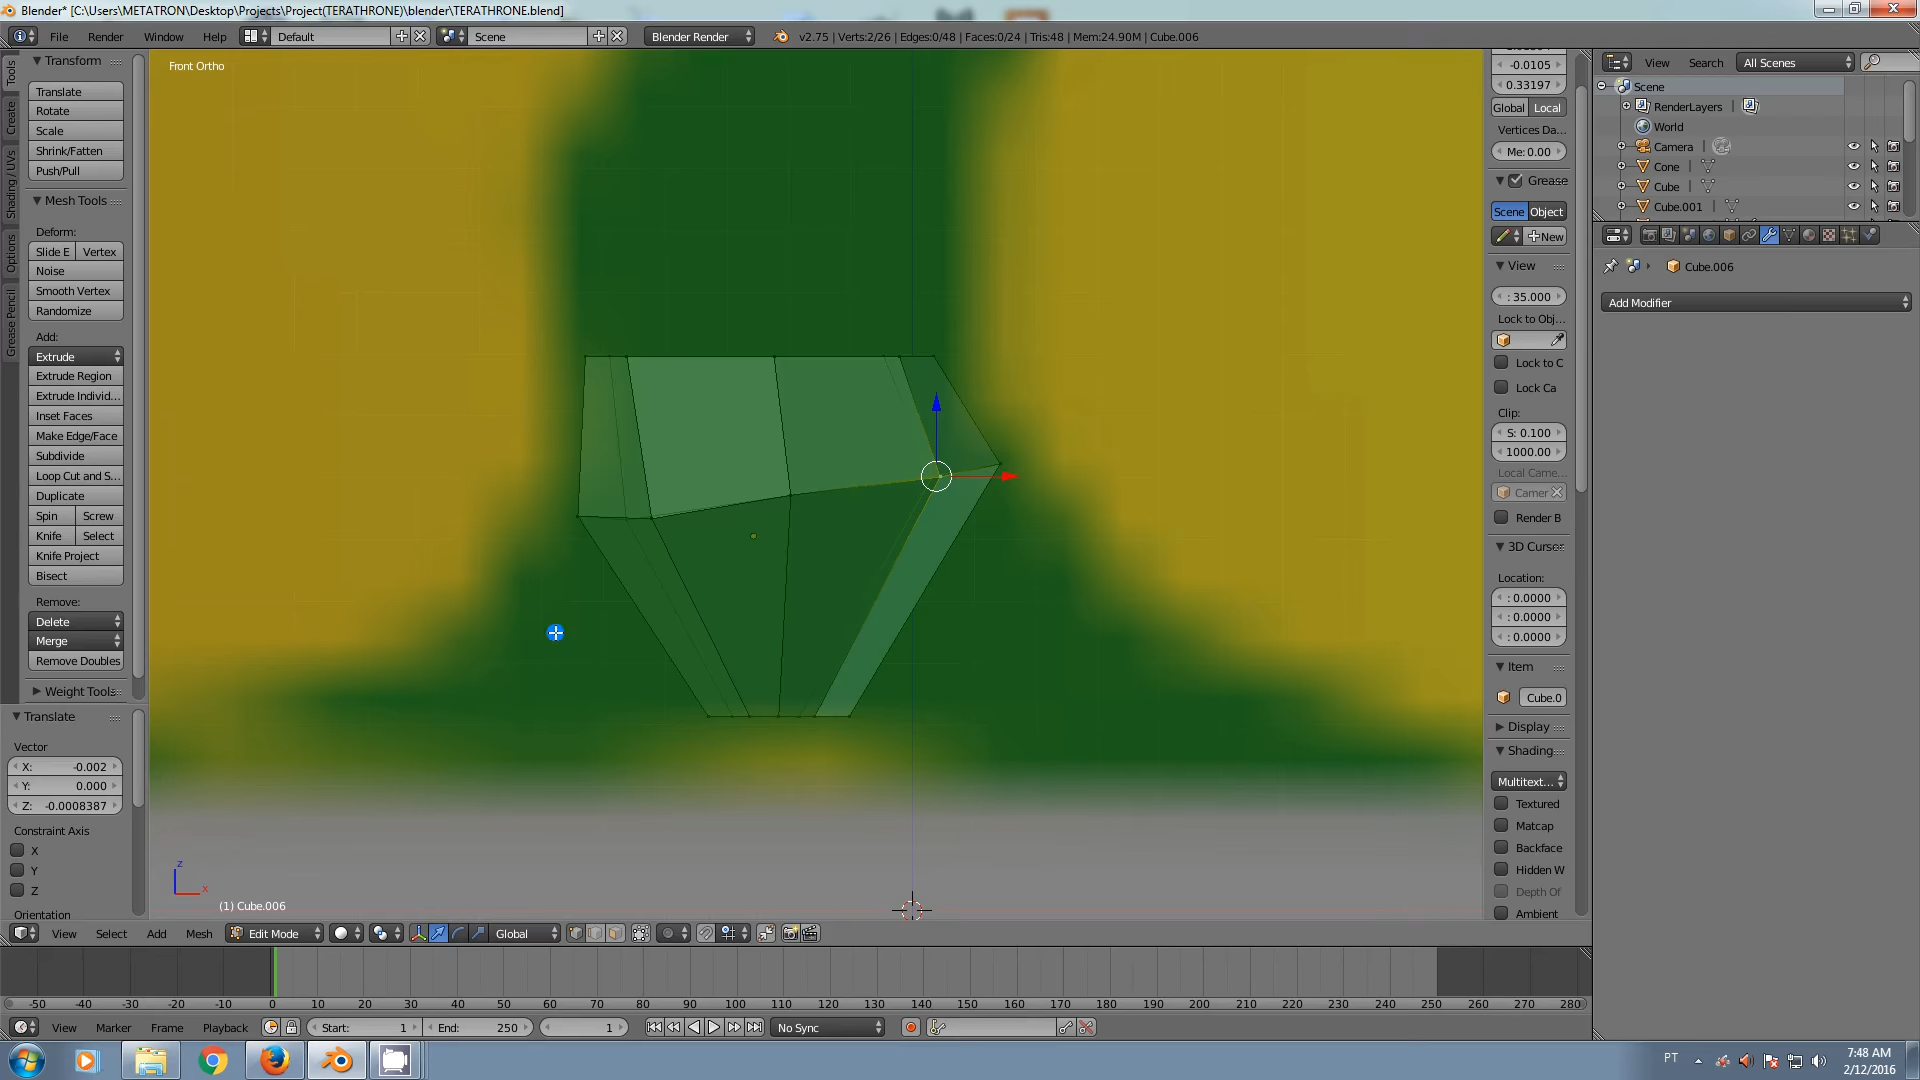 Blender* [C:\Users\METATRON\Desktop\Projects\Project(TERATHRONE)\blender\TERATHRONE.blend]
File Render Window Help Default Scene Blender Render v2.75 | Verts:2/26 | Edges:0/48 | Faces:0/24 | Tris:48 | Mem:24.90M | Cube.006
Tools
Create
Shading / UVs
Options
Grease Pencil
Transform
Translate
Rotate
Scale
Shrink/Fatten
Push/Pull
Mesh Tools
Deform:
Slide E Vertex
Noise
Smooth Vertex
Randomize
Add:
Extrude
Extrude Region
Extrude Individ...
Inset Faces
Make Edge/Face
Subdivide
Loop Cut and S...
Duplicate
Spin Screw
Knife Select
Knife Project
Bisect
Remove:
Delete
Merge
Remove Doubles
Weight Tools
Translate
Vector
X: -0.002
Y: 0.000
Z: -0.0008387
Constraint Axis
X
Y
Z
Orientation
Front Ortho
z
x
(1) Cube.006
-0.0105
0.33197
Global Local
Vertices Da...
Me: 0.00
Grease
Scene Object
New
View
: 35.000
Lock to Obj...
Lock to C
Lock Ca
Clip:
S: 0.100
1000.00
Local Came...
Camer
Render B
3D Curso
Location:
: 0.0000
: 0.0000
: 0.0000
Item
Cube.0
Display
Shading
Multitext...
Textured
Matcap
Backface
Hidden W
Depth Of
Ambient
View Search All Scenes
Scene
RenderLayers |
World
Camera |
Cone |
Cube |
Cube.001 |
Cube.006
Add Modifier
View Select Add Mesh Edit Mode Global
-50 -40 -30 -20 -10 0 10 20 30 40 50 60 70 80 90 100 110 120 130 140 150 160 170 180 190 200 210 220 230 240 250 260 270 280
View Marker Frame Playback Start: 1 End: 250 1 No Sync
PT
7:48 AM
2/12/2016